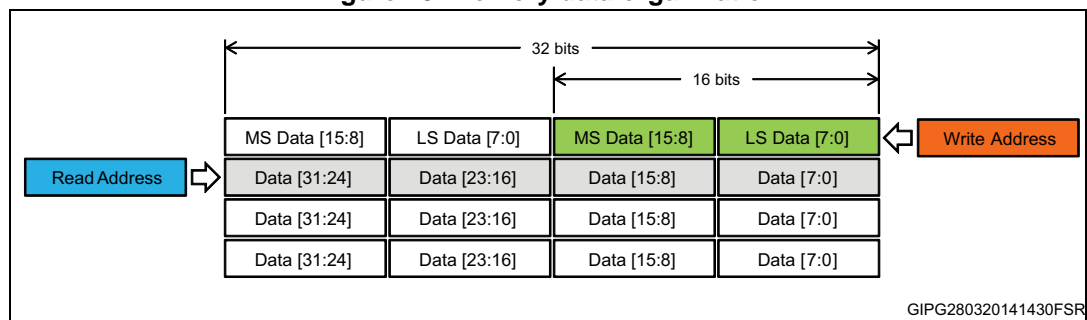 32 bits
16 bits
MS Data [15:8] LS Data [7:0] MS Data [15:8] LS Data [7:0] Write Address
Read Address Data [31:24] Data [23:16] Data [15:8] Data [7:0]
Data [31:24] Data [23:16] Data [15:8] Data [7:0]
Data [31:24] Data [23:16] Data [15:8] Data [7:0]
GIPG280320141430FSR